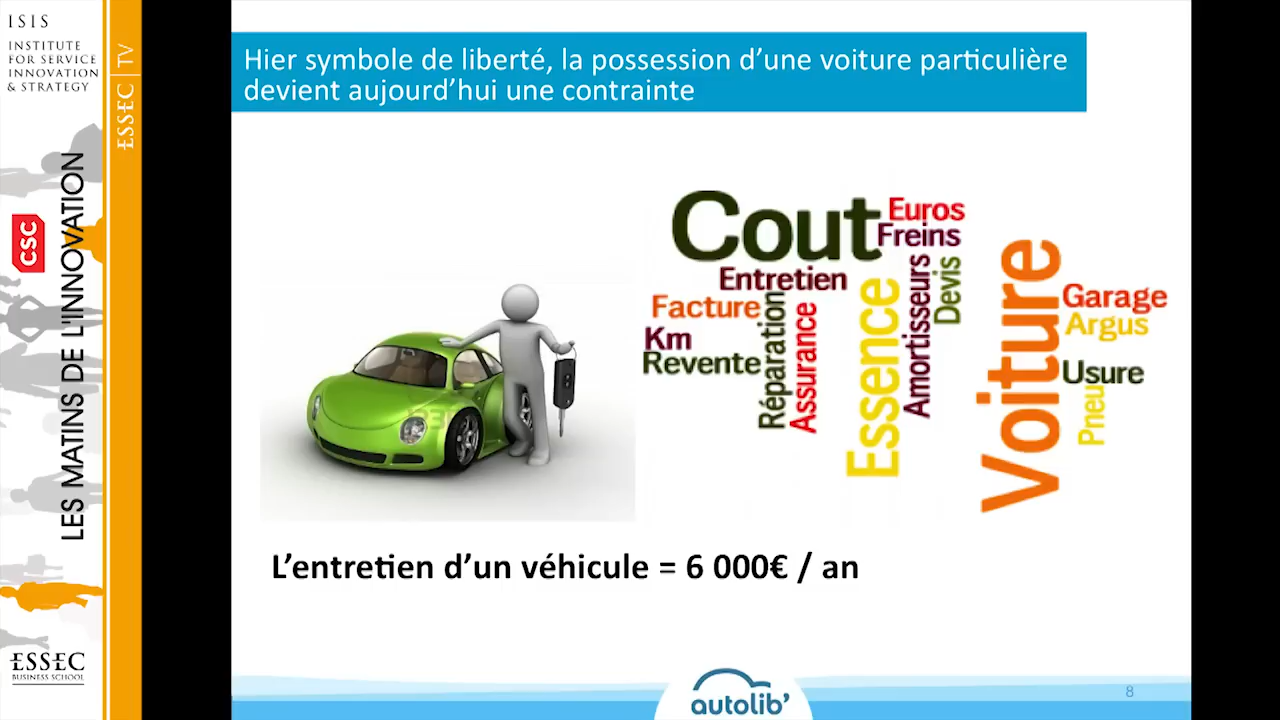 ISIS
INSTITUTE
FOR SERVICE
INNOVATION
& STRATEGY
ESSEC | TV
LES MATINS DE L'INNOVATION
CSC
ESSEC
BUSINESS SCHOOL
Hier symbole de liberté, la possession d'une voiture particulière
devient aujourd'hui une contrainte
Cout
Euros
Freins
Entretien
Facture
Km
Revente
Réparation
Assurance
Essence
Amortisseurs
Devis
Voiture
Garage
Argus
Usure
Pneu
L'entretien d'un véhicule = 6 000€ / an
autolib'
8